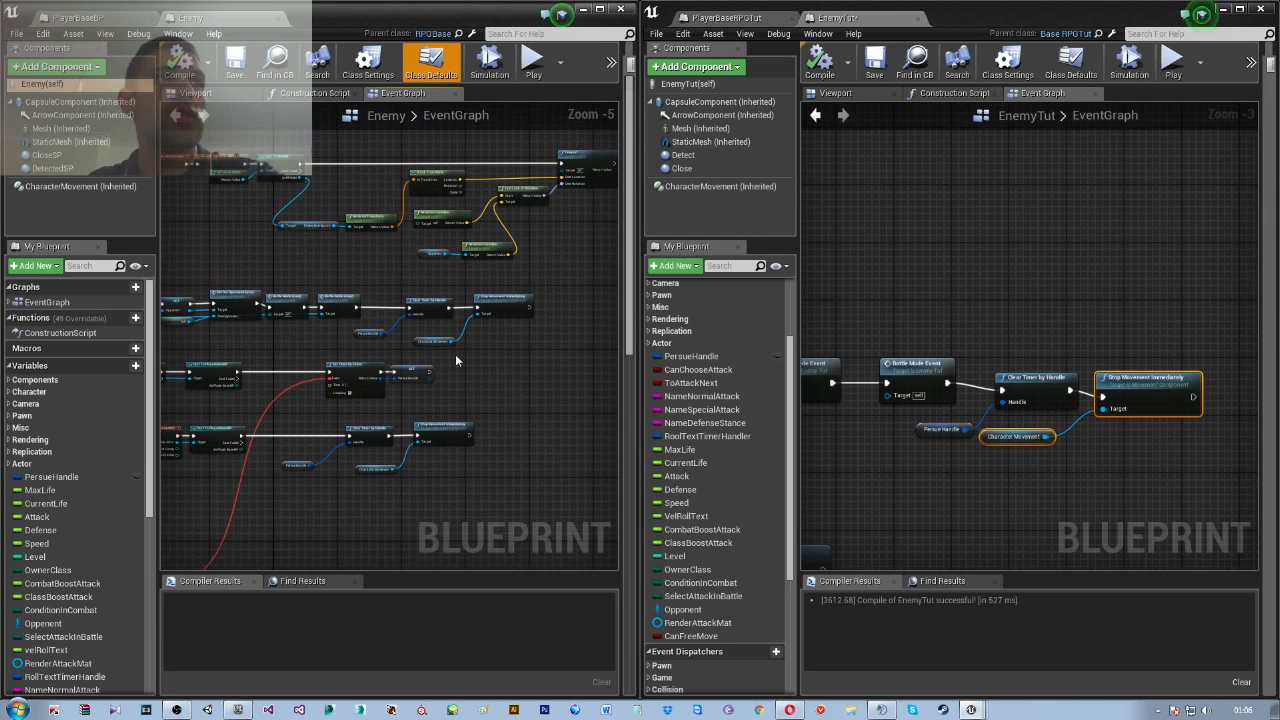 PlayerBaseBP
Enemy
File
Edit
Asset
View
Debug
Window
Help
Parent class: RPGBase
Search For Help
Components
+ Add Component
Compile
Save
Find in CB
Search
Class Settings
Class Defaults
Simulation
Play
Enemy(self)
Viewport
Construction Script
Event Graph
CapsuleComponent (Inherited)
ArrowComponent (Inherited)
Mesh (Inherited)
StaticMesh (Inherited)
CloseSP
DetectedSP
CharacterMovement (Inherited)
Enemy > EventGraph
Zoom -5
My Blueprint
+ Add New
Search
Graphs
EventGraph
Functions (49 Overridable)
ConstructionScript
Macros
Variables
Components
Character
Camera
Pawn
Misc
Rendering
Replication
Actor
PersueHandle
MaxLife
CurrentLife
Attack
Defense
Speed
Level
OwnerClass
CombatBoostAttack
ClassBoostAttack
ConditionInCombat
Opponent
SelectAttackInBattle
velRollText
RenderAttackMat
RollTextTimerHandle
NameNormalAttack
BLUEPRINT
Compiler Results
Find Results
Clear
PlayerBaseRPGTut
EnemyTut*
File
Edit
Asset
View
Debug
Window
Help
Parent class: Base RPGTut
Search For Help
Components
+ Add Component
Compile
Save
Find in CB
Search
Class Settings
Class Defaults
Simulation
Play
EnemyTut(self)
Viewport
Construction Script
Event Graph
CapsuleComponent (Inherited)
ArrowComponent (Inherited)
Mesh (Inherited)
StaticMesh (Inherited)
Detect
Close
CharacterMovement (Inherited)
EnemyTut > EventGraph
Zoom -3
My Blueprint
+ Add New
Search
Camera
Pawn
Misc
Rendering
Replication
Actor
PersueHandle
CanChooseAttack
ToAttackNext
NameNormalAttack
NameSpecialAttack
NameDefenseStance
RoolTextTimerHandler
MaxLife
CurrentLife
Attack
Defense
Speed
VelRollText
CombatBoostAttack
ClassBoostAttack
Level
OwnerClass
ConditionInCombat
SelectAttackInBattle
Opponent
RenderAttackMat
CanFreeMove
Event Dispatchers
Pawn
Game
Collision
Battle Mode Event
Target is Enemy Tut
Target self
Clear Timer by Handle
Handle
Stop Movement Immediately
Target is Movement Component
Target
Persue Handle
Character Movement
BLUEPRINT
Compiler Results
Find Results
[3612.68] Compile of EnemyTut successful! [in 527 ms]
Clear
01:06